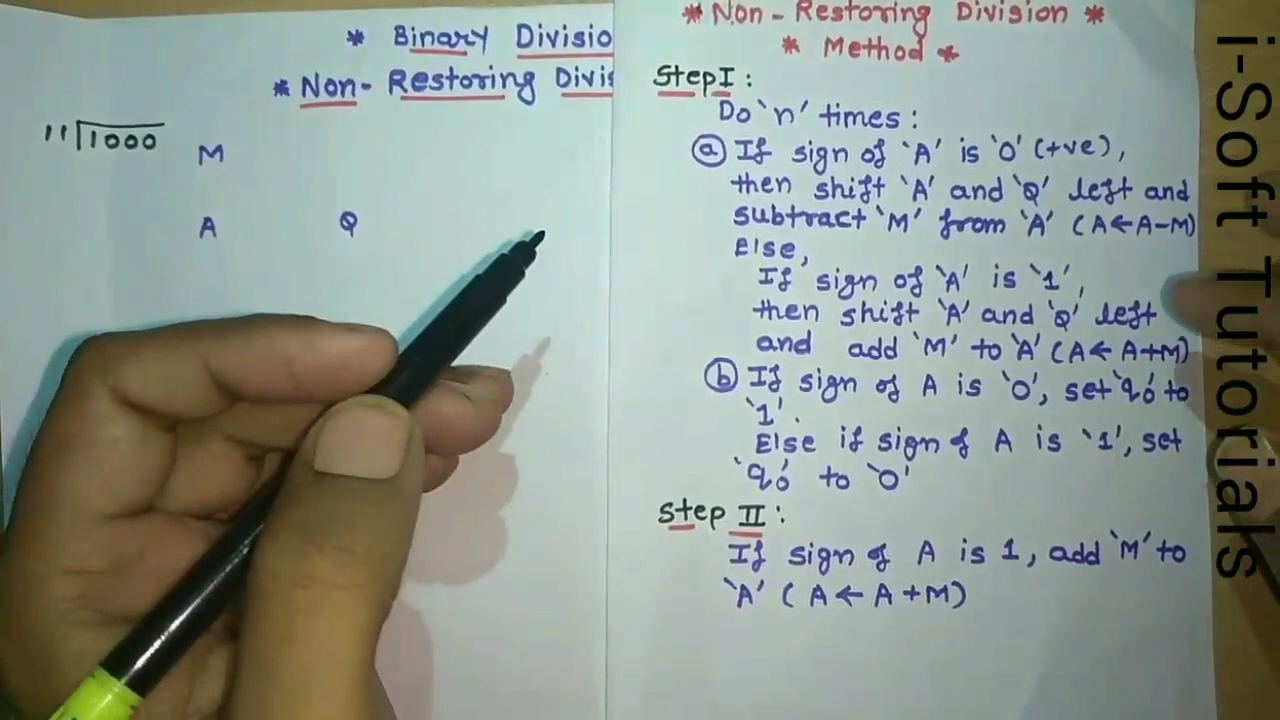 * Binary Divisio
* Non- Restoring Divis
11 1000
M
A Q
* Non - Restoring Division *
* Method *
Step I :
Do `n' times :
a If sign of `A' is `0' (+ve),
then shift `A' and `Q' left and
subtract `M' from `A' (A←A-M)
Else,
If sign of `A' is `1',
then shift `A' and `Q' left
and add `M' to `A' (A← A+M)
b If sign of A is `0', set `q0' to
`1'.
Else if sign of A is `1', set
`q0' to `0'
Step II :
If sign of A is 1, add `M' to
`A' ( A ← A +M)
i-Soft Tutorials